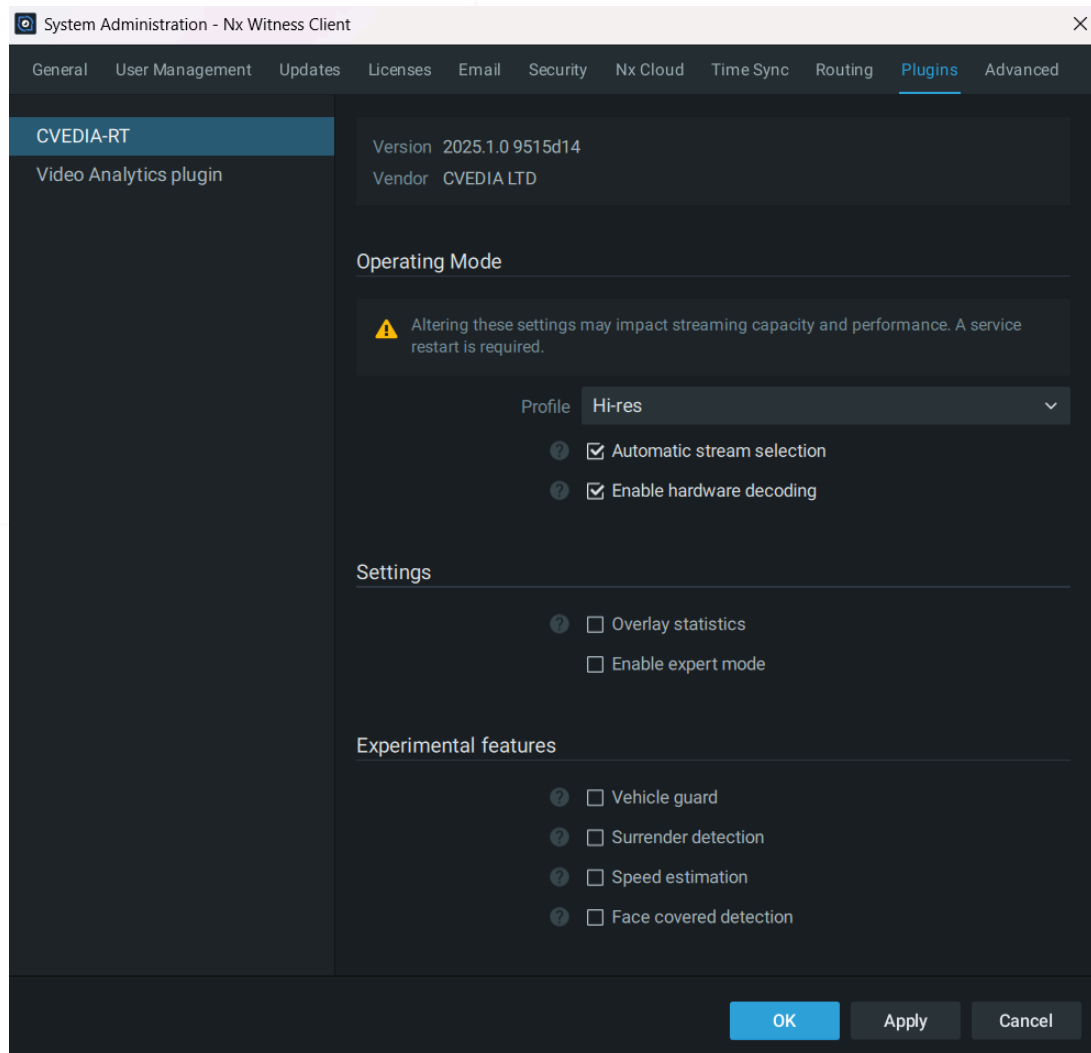 System Administration - Nx Witness Client
General User Management Updates Licenses Email Security Nx Cloud Time Sync Routing Plugins Advanced
CVEDIA-RT
Video Analytics plugin
Version 2025.1.0 9515d14
Vendor CVEDIA LTD
Operating Mode
Altering these settings may impact streaming capacity and performance. A service
restart is required.
Profile Hi-res
? Automatic stream selection
? Enable hardware decoding
Settings
? Overlay statistics
Enable expert mode
Experimental features
? Vehicle guard
? Surrender detection
? Speed estimation
? Face covered detection
OK Apply Cancel